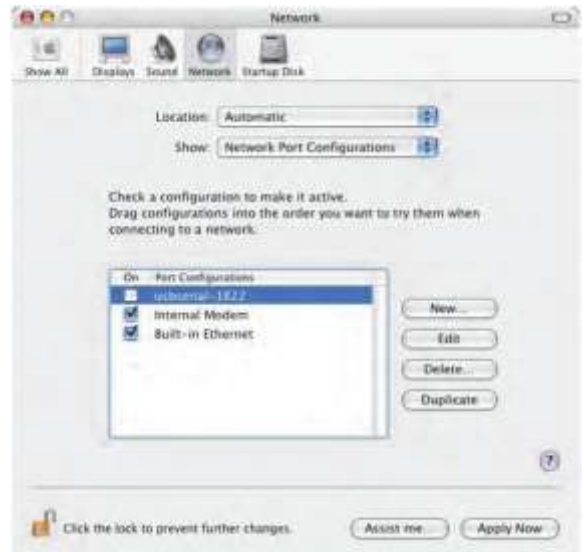 Network
Show All Displays Sound Network Startup Disk
Location: Automatic
Show: Network Port Configurations
Check a configuration to make it active.
Drag configurations into the order you want to try them when
connecting to a network.
On Port Configurations
usbserial-1822
Internal Modem
Built-in Ethernet
New...
Edit
Delete...
Duplicate
?
Click the lock to prevent further changes.
Assist me... Apply Now